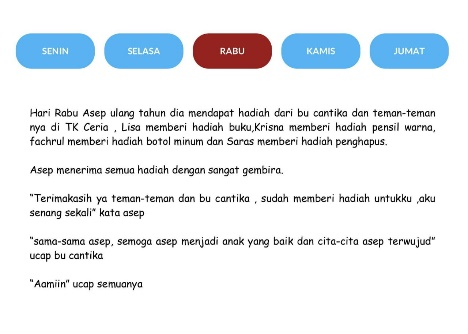 SENIN
SELASA
RABU
KAMIS
JUMAT
Hari Rabu Asep ulang tahun dia mendapat hadiah dari bu cantika dan teman-teman
nya di TK Ceria , Lisa memberi hadiah buku,Krisna memberi hadiah pensil warna,
fachrul memberi hadiah botol minum dan Saras memberi hadiah penghapus.
Asep menerima semua hadiah dengan sangat gembira.
"Terimakasih ya teman-teman dan bu cantika , sudah memberi hadiah untukku ,aku
senang sekali" kata asep
"sama-sama asep, semoga asep menjadi anak yang baik dan cita-cita asep terwujud"
ucap bu cantika
"Aamiin" ucap semuanya